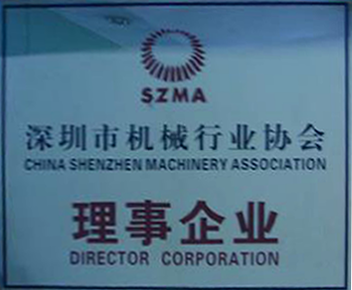 SZMA
深圳市机械行业协会
CHINA SHENZHEN MACHINERY ASSOCIATION
理事企业
DIRECTOR CORPORATION